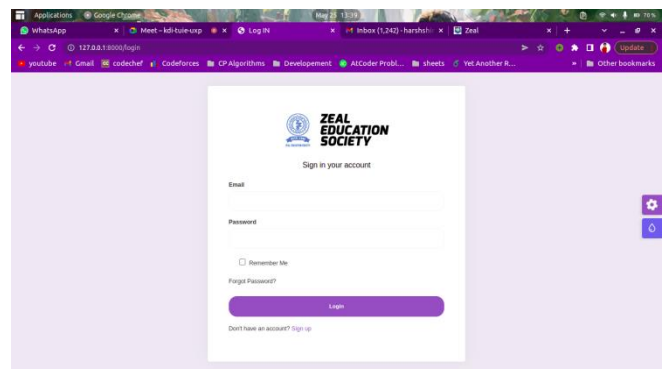 Applications Google Chrome May 25 13:39 70%
WhatsApp Meet – kdi-tuie-uxp Log IN Inbox (1,242) - harshshi Zeal
127.0.0.1:8000/login Update
youtube Gmail codechef Codeforces CP Algorithms Developement AtCoder Probl... sheets Yet Another R... Other bookmarks
ZEAL
EDUCATION
SOCIETY
Sign in your account
Email
Password
Remember Me
Forgot Password?
Login
Don't have an account? Sign up